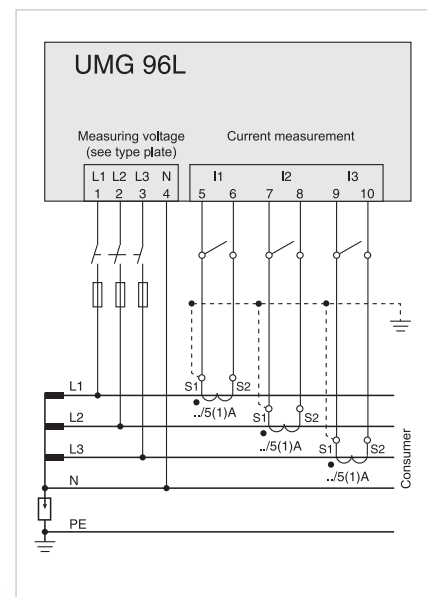 UMG 96L
Measuring voltage
(see type plate)
Current measurement
L1 L2 L3 N
I1 I2 I3
1 2 3 4
5 6 7 8 9 10
L1
S1 S2
../5(1)A
L2
S1 S2
../5(1)A
L3
S1 S2
../5(1)A
N
PE
Consumer